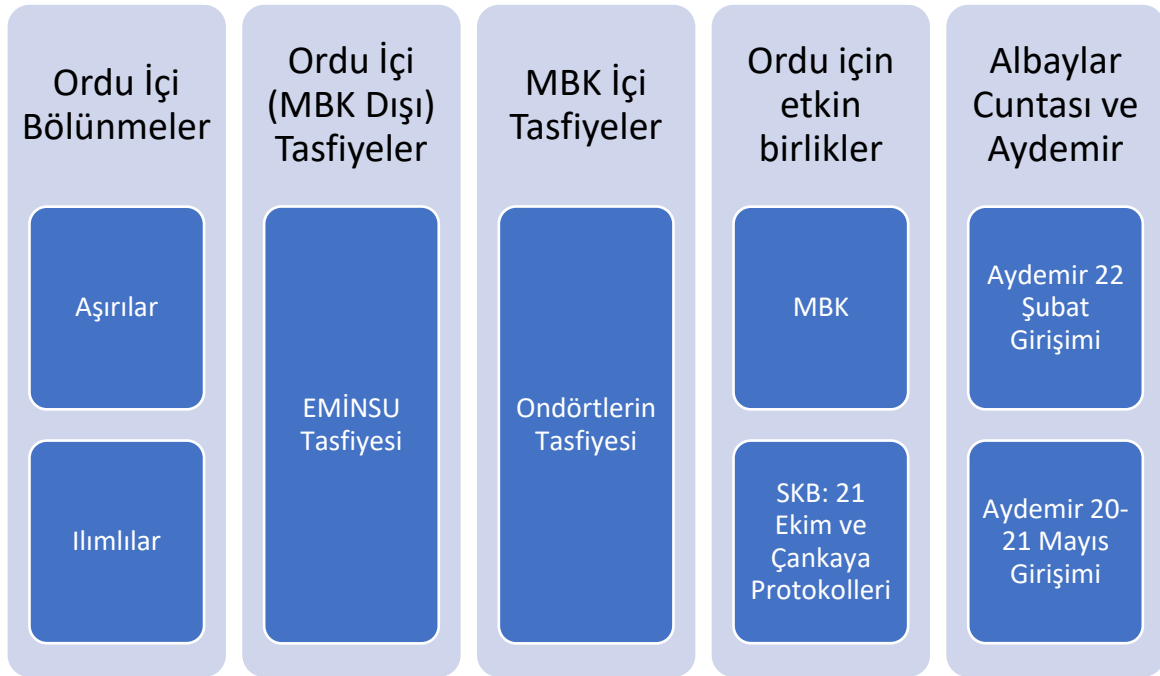 Ordu İçi
Bölünmeler
Aşırılar
Ilımlılar
Ordu İçi
(MBK Dışı)
Tasfiyeler
EMİNSU
Tasfiyesi
MBK İçi
Tasfiyeler
Ondörtlerin
Tasfiyesi
Ordu için
etkin
birlikler
MBK
SKB: 21
Ekim ve
Çankaya
Protokolleri
Albaylar
Cuntası ve
Aydemir
Aydemir 22
Şubat
Girişimi
Aydemir 20-
21 Mayıs
Girişimi